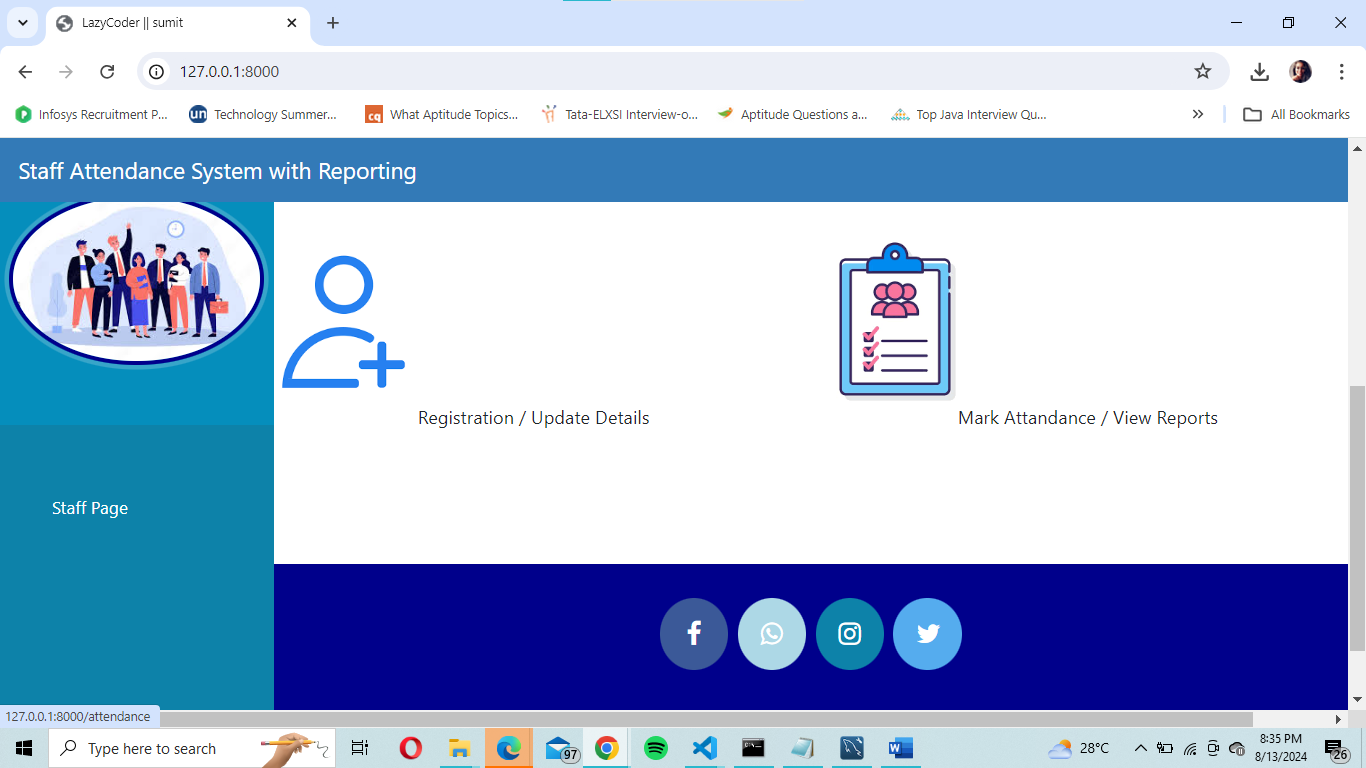 LazyCoder || sumit
127.0.0.1:8000
Infosys Recruitment P...
un
Technology Summer...
cq
What Aptitude Topics...
Tata-ELXSI Interview-o...
Aptitude Questions a...
Top Java Interview Qu...
All Bookmarks
Staff Attendance System with Reporting
Registration / Update Details
Mark Attandance / View Reports
Staff Page
127.0.0.1:8000/attendance
Type here to search
97
28°C
8:35 PM
8/13/2024
26